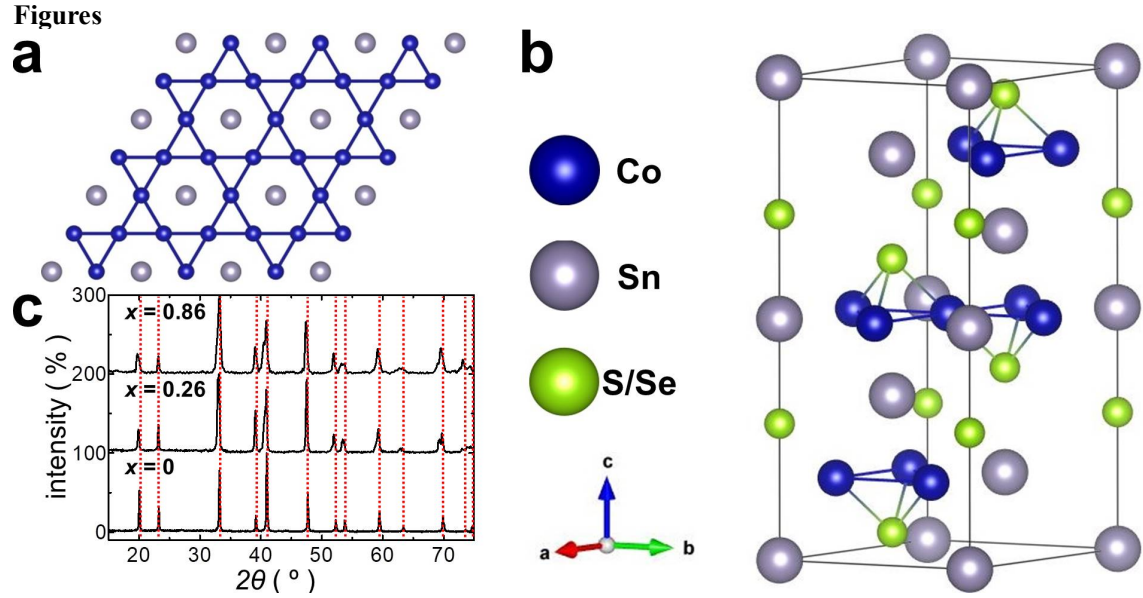 Figures
a
b
Co
Sn
S/Se
c
a
b
c
300
200
100
0
intensity ( % )
x = 0.86
x = 0.26
x = 0
20 30 40 50 60 70
2θ ( º )